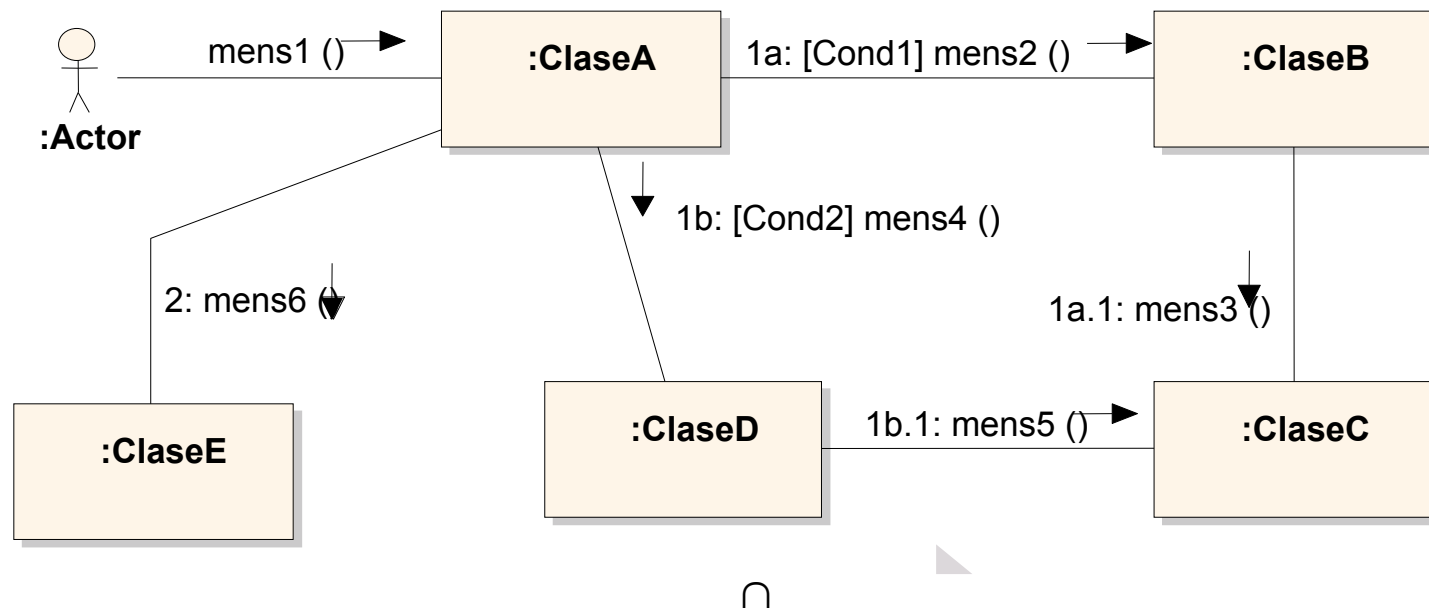 mens1 ()
:ClaseA
1a: [Cond1] mens2 ()
:ClaseB
:Actor
1b: [Cond2] mens4 ()
2: mens6 ()
1a.1: mens3 ()
:ClaseE
:ClaseD
1b.1: mens5 ()
:ClaseC